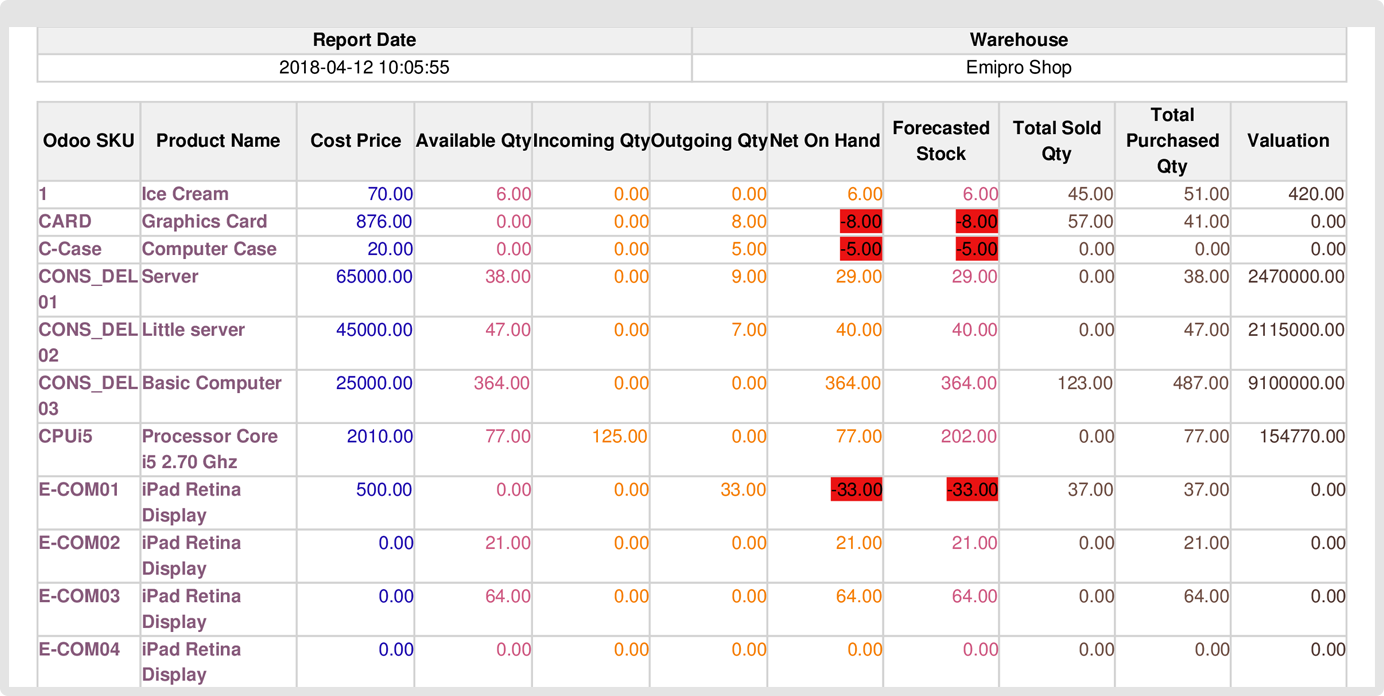 Report Date Warehouse
2018-04-12 10:05:55 Emipro Shop
Odoo SKU Product Name Cost Price Available Qty Incoming Qty Outgoing Qty Net On Hand Forecasted Stock Total Sold Qty Total Purchased Qty Valuation
1 Ice Cream 70.00 6.00 0.00 0.00 6.00 6.00 45.00 51.00 420.00
CARD Graphics Card 876.00 0.00 0.00 8.00 -8.00 -8.00 57.00 41.00 0.00
C-Case Computer Case 20.00 0.00 0.00 5.00 -5.00 -5.00 0.00 0.00 0.00
CONS_DEL Server 65000.00 38.00 0.00 9.00 29.00 29.00 0.00 38.00 2470000.00
01
CONS_DEL Little server 45000.00 47.00 0.00 7.00 40.00 40.00 0.00 47.00 2115000.00
02
CONS_DEL Basic Computer 25000.00 364.00 0.00 0.00 364.00 364.00 123.00 487.00 9100000.00
03
CPUi5 Processor Core 2010.00 77.00 125.00 0.00 77.00 202.00 0.00 77.00 154770.00
i5 2.70 Ghz
E-COM01 iPad Retina 500.00 0.00 0.00 33.00 -33.00 -33.00 37.00 37.00 0.00
Display
E-COM02 iPad Retina 0.00 21.00 0.00 0.00 21.00 21.00 0.00 21.00 0.00
Display
E-COM03 iPad Retina 0.00 64.00 0.00 0.00 64.00 64.00 0.00 64.00 0.00
Display
E-COM04 iPad Retina 0.00 0.00 0.00 0.00 0.00 0.00 0.00 0.00 0.00
Display